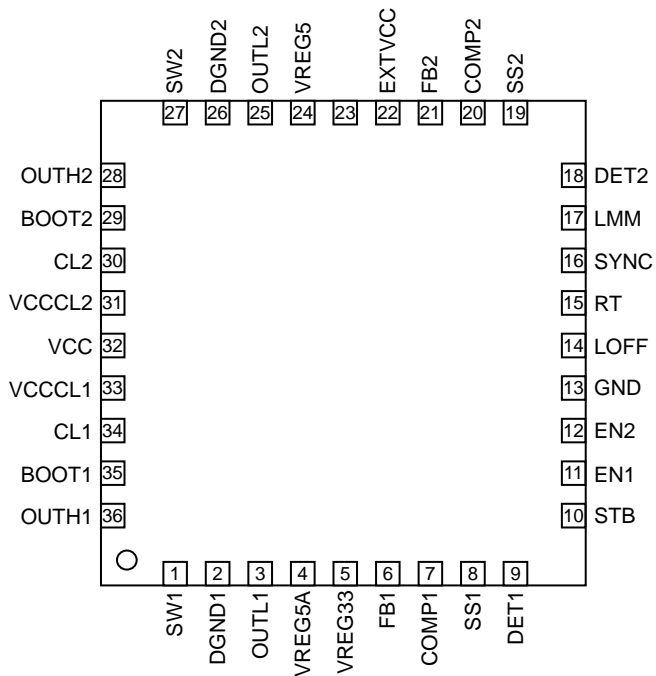 SW2
DGND2
OUTL2
VREG5
EXTVCC
FB2
COMP2
SS2
27
26
25
24
23
22
21
20
19
OUTH2 28
BOOT2 29
CL2 30
VCCCL2 31
VCC 32
VCCCL1 33
CL1 34
BOOT1 35
OUTH1 36
18 DET2
17 LMM
16 SYNC
15 RT
14 LOFF
13 GND
12 EN2
11 EN1
10 STB
1
2
3
4
5
6
7
8
9
SW1
DGND1
OUTL1
VREG5A
VREG33
FB1
COMP1
SS1
DET1